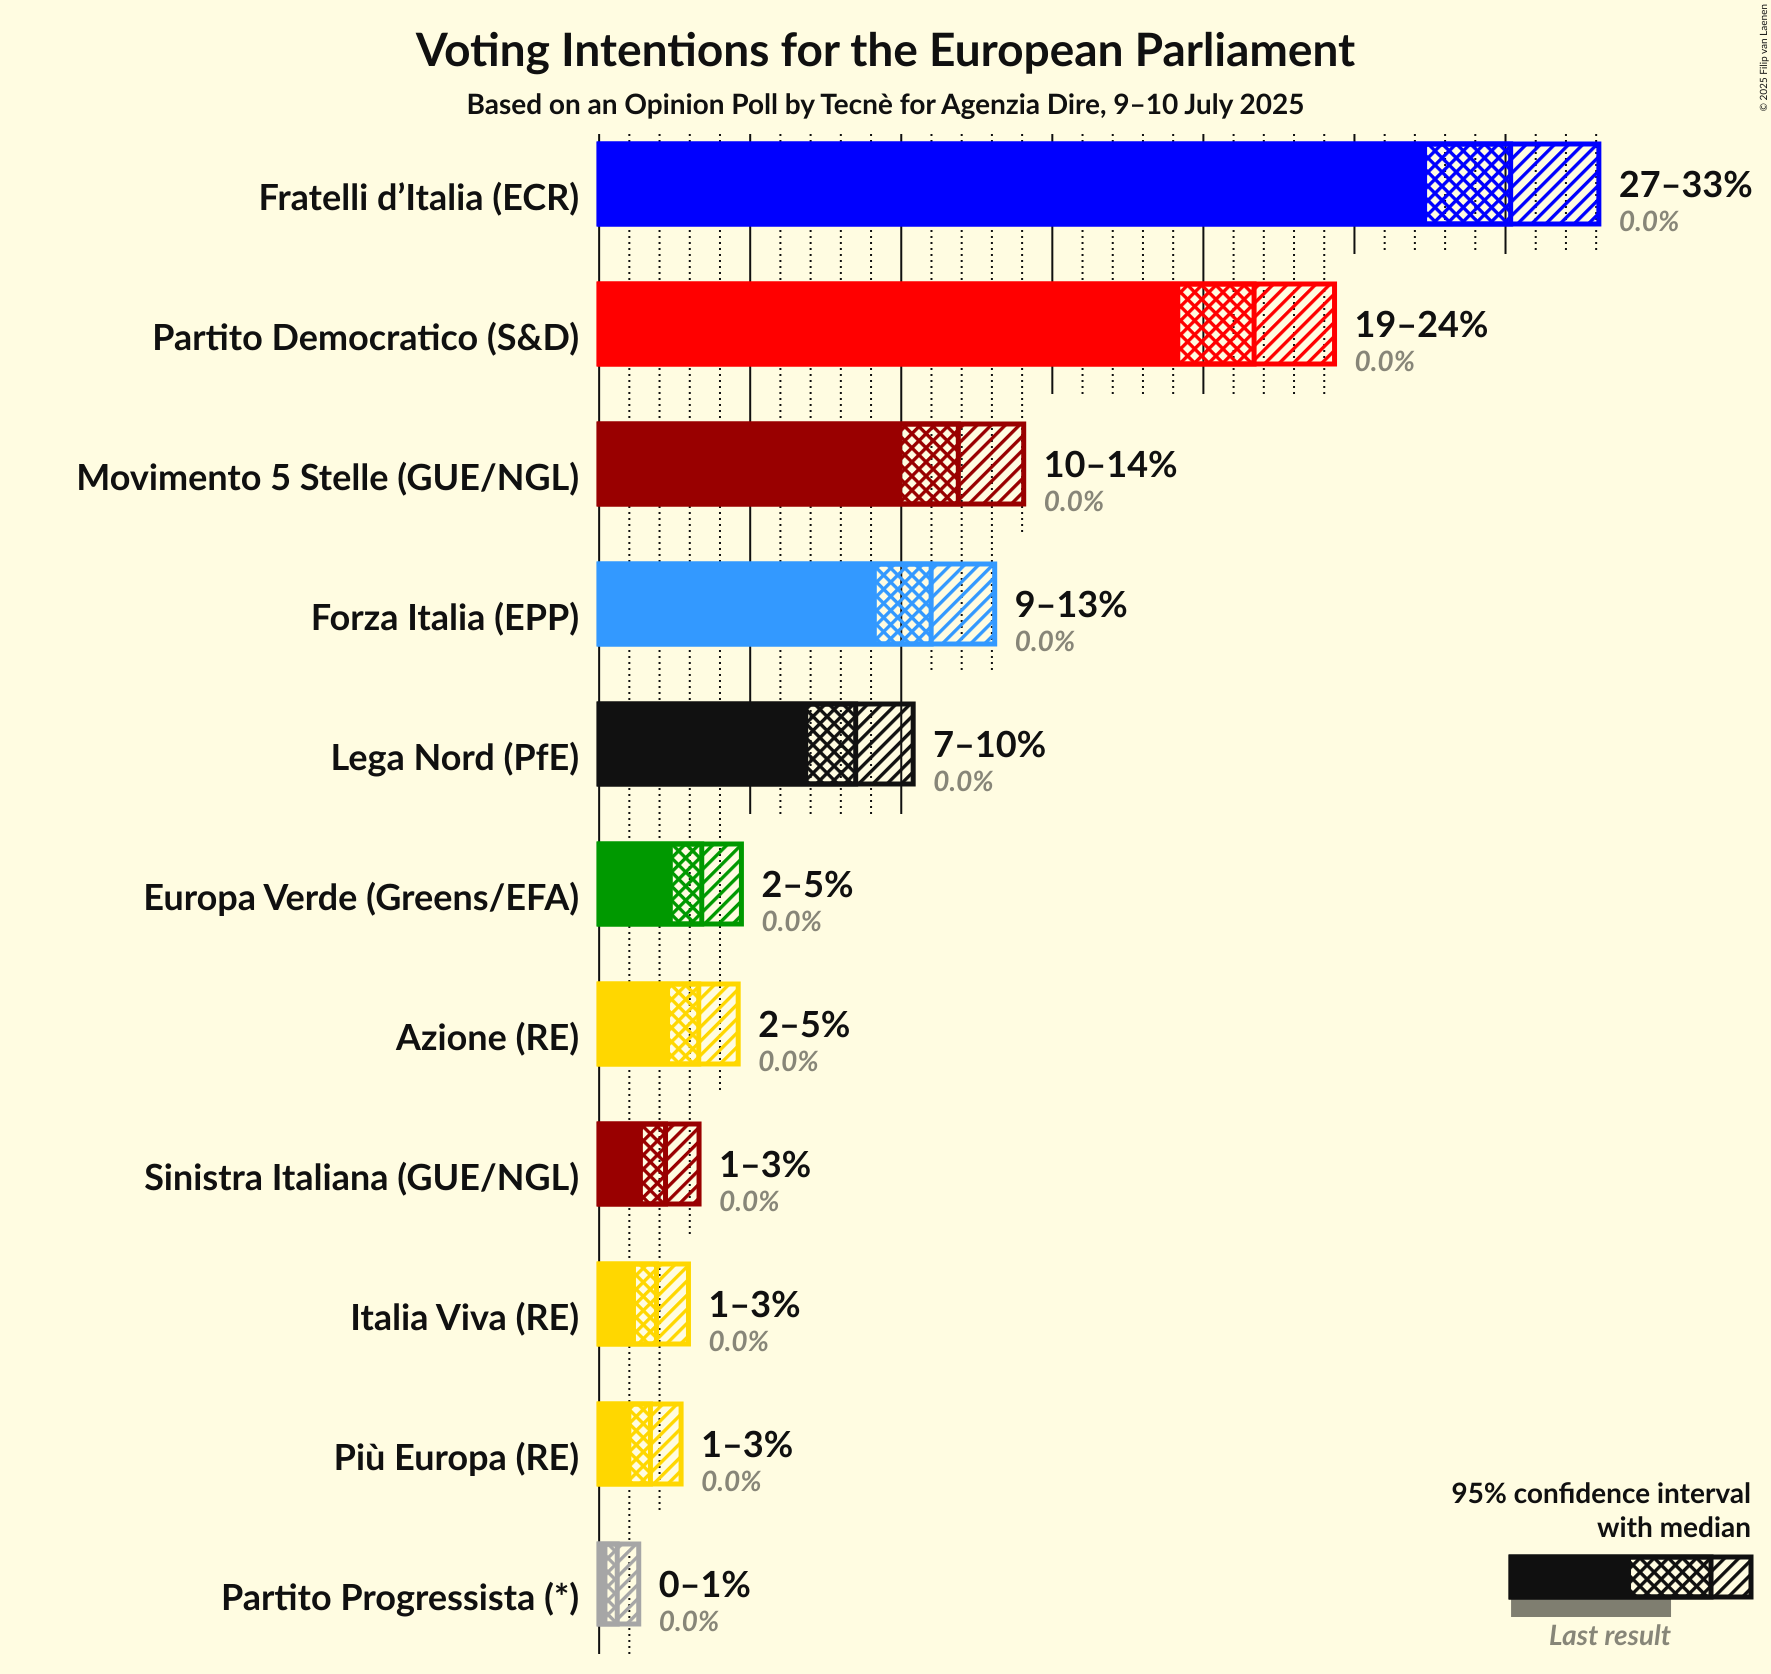 Voting Intentions for the European Parliament
Based on an Opinion Poll by Tecnè for Agenzia Dire, 9–10 July 2025
© 2025 Filip van Laenen
Fratelli d’Italia (ECR)
27–33%
0.0%
Partito Democratico (S&D)
19–24%
0.0%
Movimento 5 Stelle (GUE/NGL)
10–14%
0.0%
Forza Italia (EPP)
9–13%
0.0%
Lega Nord (PfE)
7–10%
0.0%
Europa Verde (Greens/EFA)
2–5%
0.0%
Azione (RE)
2–5%
0.0%
Sinistra Italiana (GUE/NGL)
1–3%
0.0%
Italia Viva (RE)
1–3%
0.0%
Più Europa (RE)
1–3%
0.0%
Partito Progressista (*)
0–1%
0.0%
95% confidence interval
with median
Last result